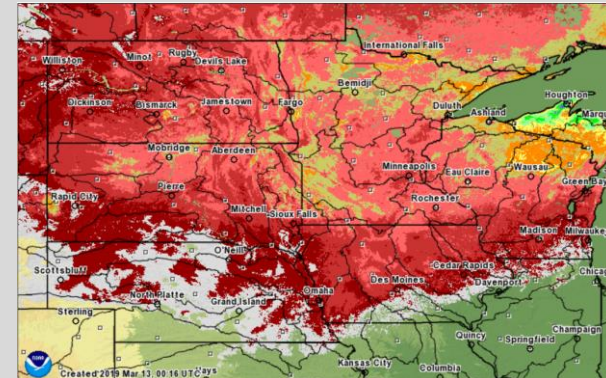 International Falls
Minot Rugby
Williston Devils Lake
Bemidji
Houghton
Dickinson Bismarck Jamestown Fargo
Duluth Ashland Marqu
Mobridge Aberdeen
Minneapolis Eau Claire Wausau
Pierre
Green Bay
Rapid City
Rochester
Mitchell Sioux Falls
Madison Milwauke
O'Neill
Scottsbluff
Cedar Rapids
Des Moines
Davenport
Chicag
North Platte
Grand Island
Omaha
Sterling
Quincy
Champaign
Springfield
Kansas City
Columbia
Hays
Created 2019 Mar 13, 00:16 UTC